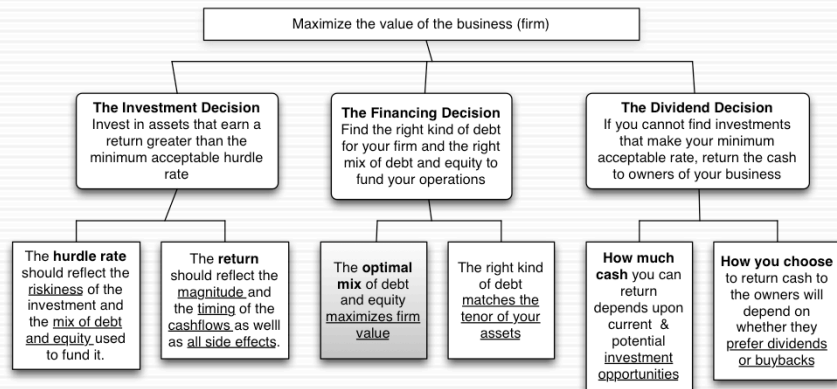 Maximize the value of the business (firm)
The Investment Decision
Invest in assets that earn a
return greater than the
minimum acceptable hurdle
rate
The Financing Decision
Find the right kind of debt
for your firm and the right
mix of debt and equity to
fund your operations
The Dividend Decision
If you cannot find investments
that make your minimum
acceptable rate, return the cash
to owners of your business
The hurdle rate
should reflect the
riskiness of the
investment and
the mix of debt
and equity used
to fund it.
The return
should reflect the
magnitude and
the timing of the
cashflows as welll
as all side effects.
The optimal
mix of debt
and equity
maximizes firm
value
The right kind
of debt
matches the
tenor of your
assets
How much
cash you can
return
depends upon
current &
potential
investment
opportunities
How you choose
to return cash to
the owners will
depend on
whether they
prefer dividends
or buybacks